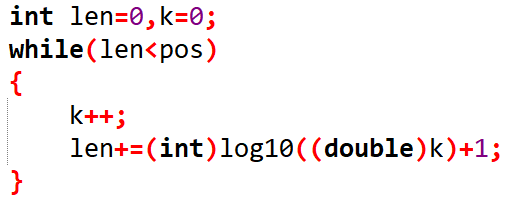 int len=0,k=0;
while(len<pos)
{
    k++;
    len+=(int)log10((double)k)+1;
}